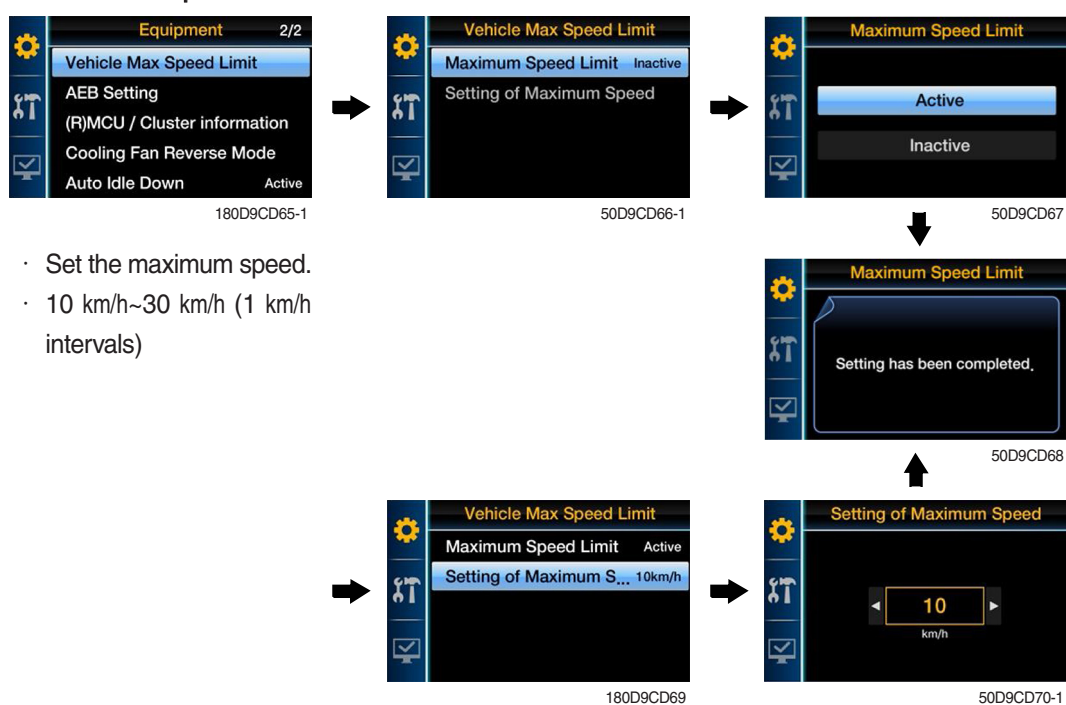 Equipment 2/2
Vehicle Max Speed Limit
AEB Setting
(R)MCU / Cluster information
Cooling Fan Reverse Mode
Auto Idle Down Active
180D9CD65-1
Vehicle Max Speed Limit
Maximum Speed Limit Inactive
Setting of Maximum Speed
50D9CD66-1
Maximum Speed Limit
Active
Inactive
50D9CD67
· Set the maximum speed.
· 10 km/h~30 km/h (1 km/h
intervals)
Maximum Speed Limit
Setting has been completed.
50D9CD68
Vehicle Max Speed Limit
Maximum Speed Limit Active
Setting of Maximum S... 10km/h
180D9CD69
Setting of Maximum Speed
10
km/h
50D9CD70-1